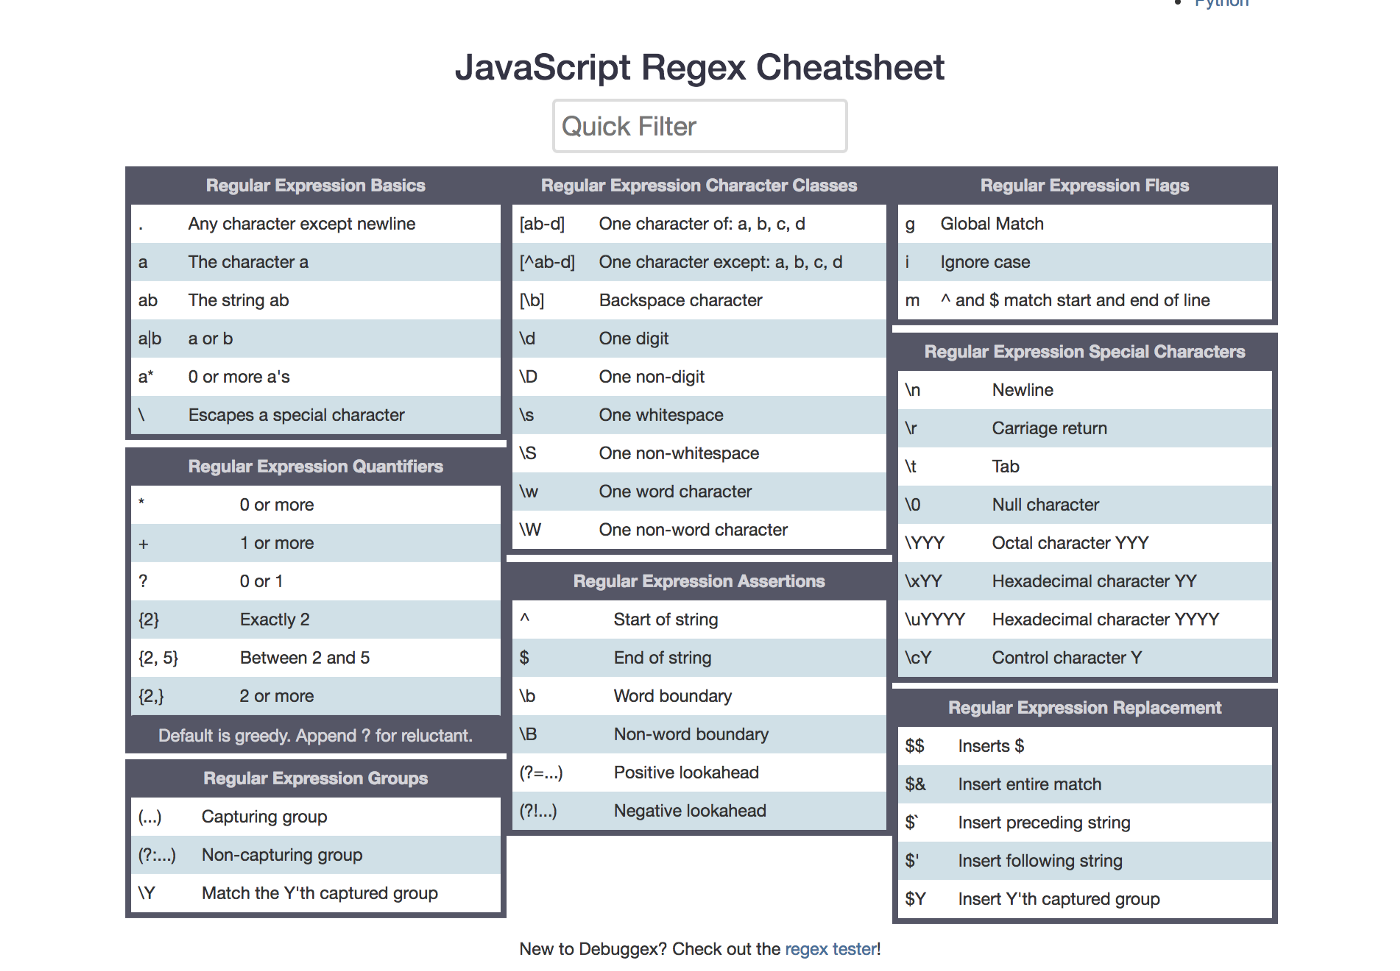 Python
JavaScript Regex Cheatsheet
Quick Filter
Regular Expression Basics
. Any character except newline
a The character a
ab The string ab
a|b a or b
a* 0 or more a's
\ Escapes a special character
Regular Expression Quantifiers
* 0 or more
+ 1 or more
? 0 or 1
{2} Exactly 2
{2, 5} Between 2 and 5
{2,} 2 or more
Default is greedy. Append ? for reluctant.
Regular Expression Groups
(...) Capturing group
(?:...) Non-capturing group
\Y Match the Y'th captured group
Regular Expression Character Classes
[ab-d] One character of: a, b, c, d
[^ab-d] One character except: a, b, c, d
[\b] Backspace character
\d One digit
\D One non-digit
\s One whitespace
\S One non-whitespace
\w One word character
\W One non-word character
Regular Expression Assertions
^ Start of string
$ End of string
\b Word boundary
\B Non-word boundary
(?=...) Positive lookahead
(?!...) Negative lookahead
Regular Expression Flags
g Global Match
i Ignore case
m ^ and $ match start and end of line
Regular Expression Special Characters
\n Newline
\r Carriage return
\t Tab
\0 Null character
\YYY Octal character YYY
\xYY Hexadecimal character YY
\uYYYY Hexadecimal character YYYY
\cY Control character Y
Regular Expression Replacement
$$ Inserts $
$& Insert entire match
$` Insert preceding string
$' Insert following string
$Y Insert Y'th captured group
New to Debuggex? Check out the regex tester!